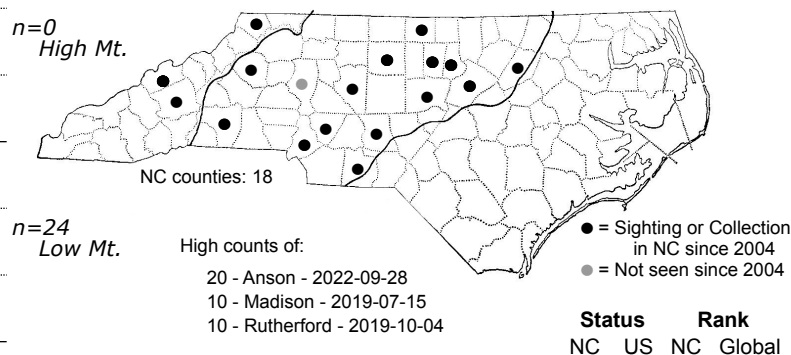 n=0
High Mt.
NC counties: 18
n=24
Low Mt.
High counts of:
20 - Anson - 2022-09-28
10 - Madison - 2019-07-15
10 - Rutherford - 2019-10-04
● = Sighting or Collection
in NC since 2004
● = Not seen since 2004
Status Rank
NC US NC Global